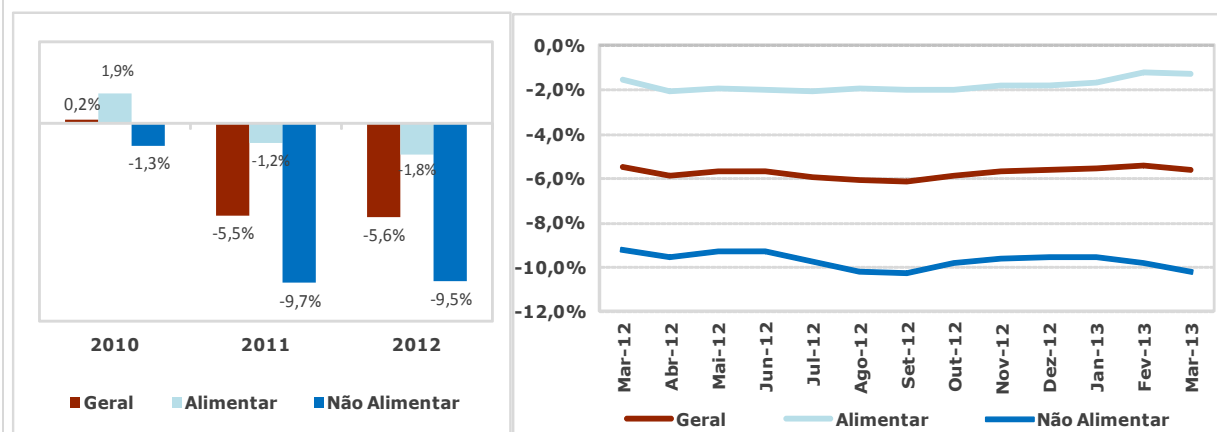 1,9%
0,2%
-1,3%
-1,2%
-1,8%
-5,5%
-5,6%
-9,7%
-9,5%
2010 2011 2012
Geral Alimentar Não Alimentar
0,0%
-2,0%
-4,0%
-6,0%
-8,0%
-10,0%
-12,0%
Mar-12
Abr-12
Mai-12
Jun-12
Jul-12
Ago-12
Set-12
Out-12
Nov-12
Dez-12
Jan-13
Fev-13
Mar-13
Geral Alimentar Não Alimentar